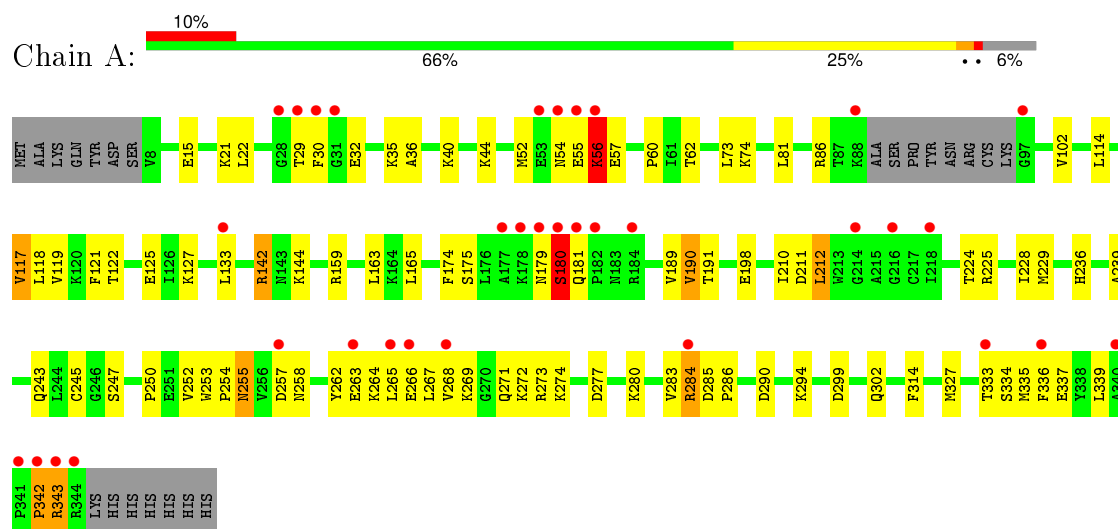 10%
Chain A: 66% 25% • • 6%
MET ALA LYS GLN TYR ASP SER V8 E15 K21 L22 G28 T29 F30 G31 E32 K35 A36 K40 K44 M52 E53 N54 E55 K56 E57 P60 I61 T62 L73 K74 L81 R86 T87 K88 ALA SER PRO TYR ASN ARG CYS LYS G97 V102 L114
V117 L118 V119 K120 F121 T122 E125 I126 K127 L133 R142 N143 K144 R159 L163 K164 L165 F174 S175 L176 A177 K178 N179 S180 Q181 P182 N183 R184 V189 V190 T191 E198 I210 D211 L212 W213 G214 A215 G216 C217 I218 T224 R225 I228 M229 H236 A239
Q243 L244 C245 G246 S247 P250 E251 V252 W253 P254 N255 V256 D257 N258 Y262 E263 K264 L265 E266 L267 V268 K269 G270 Q271 K272 R273 K274 D277 K280 V283 R284 D285 P286 D290 K294 D299 Q302 F314 M327 T333 S334 M335 F336 E337 Y338 L339 A340
P341 P342 R343 R344 LYS HIS HIS HIS HIS HIS HIS